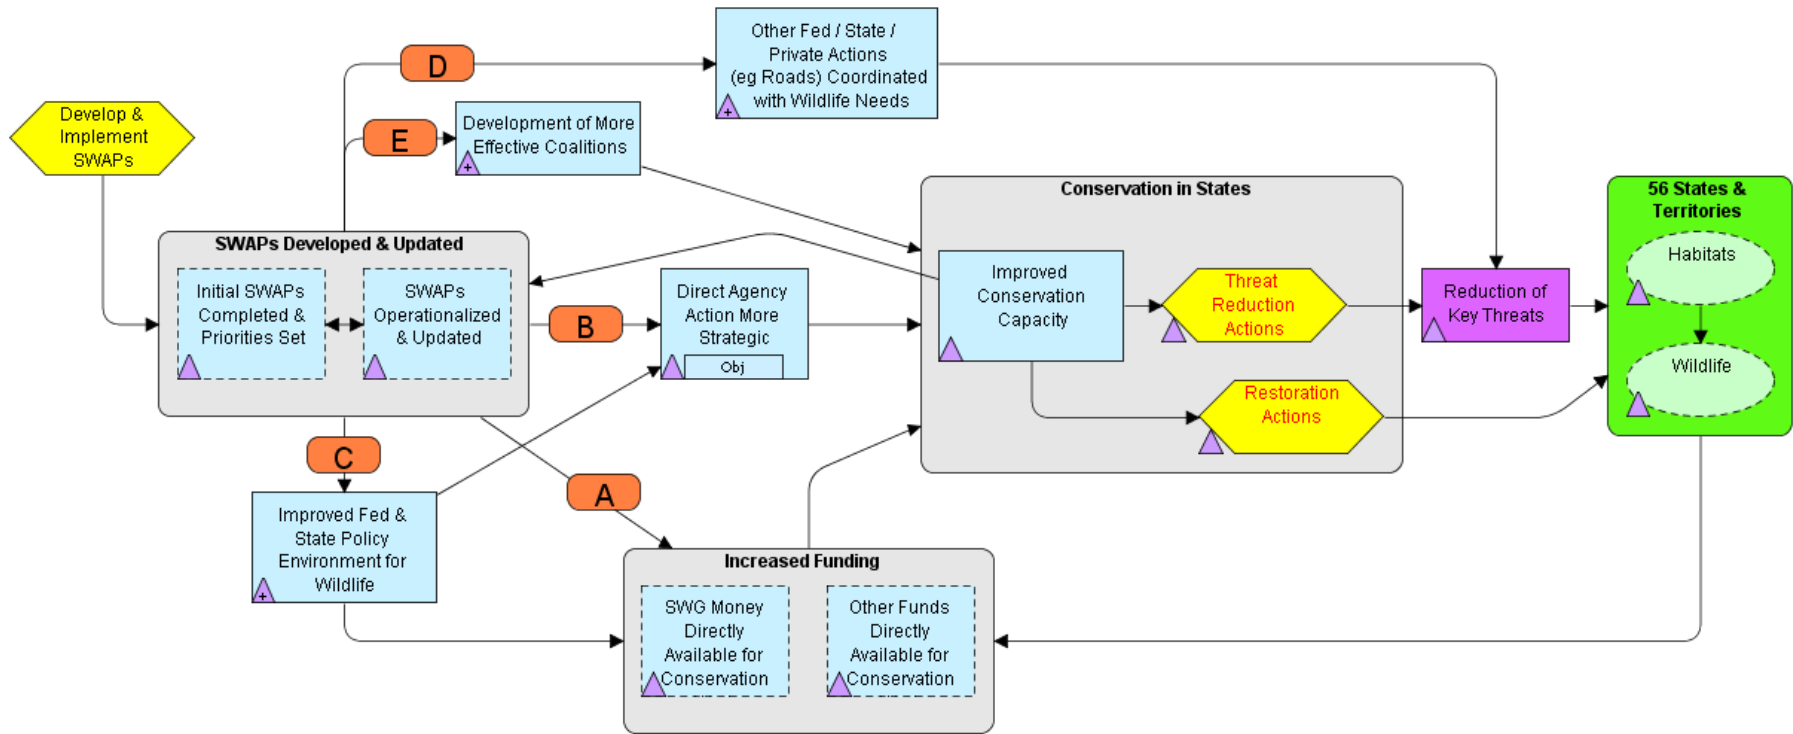 Other Fed / State /
Private Actions
(eg Roads) Coordinated
with Wildlife Needs
+
D
Develop &
Implement
SWAPs
E
Development of More
Effective Coalitions
+
SWAPs Developed & Updated
Initial SWAPs
Completed &
Priorities Set
SWAPs
Operationalized
& Updated
B
Direct Agency
Action More
Strategic
Obj
Conservation in States
Improved
Conservation
Capacity
Threat
Reduction
Actions
Restoration
Actions
Reduction of
Key Threats
56 States &
Territories
Habitats
Wildlife
C
A
Improved Fed &
State Policy
Environment for
Wildlife
+
Increased Funding
SWG Money
Directly
Available for
Conservation
Other Funds
Directly
Available for
Conservation